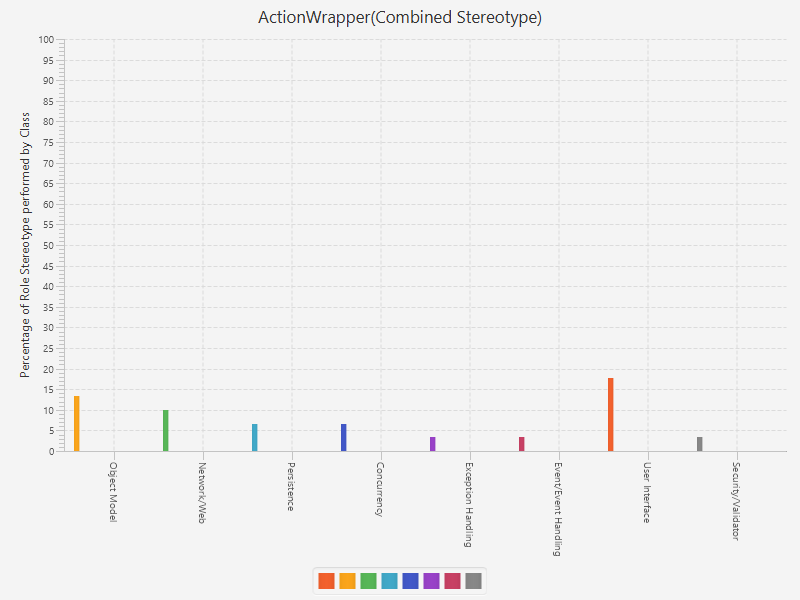 ActionWrapper(Combined Stereotype)
Percentage of Role Stereotype performed by Class
100
95
90
85
80
75
70
65
60
55
50
45
40
35
30
25
20
15
10
5
0
Object Model
Network/Web
Persistence
Concurrency
Exception Handling
Event/Event Handling
User Interface
Security/Validator